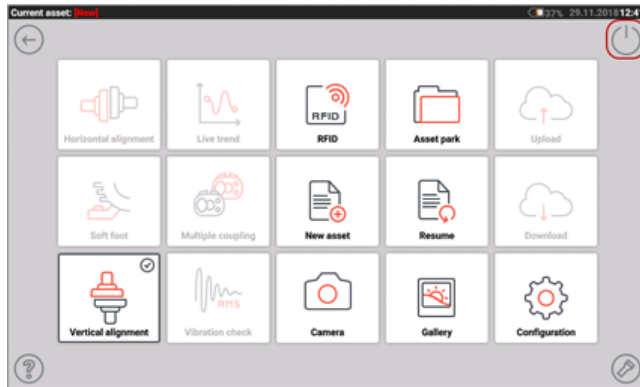 Current asset: [New] 37% 29.11.2018 12:4
Horizontal alignment
Live trend
RFID
RFID
Asset park
Upload
Soft foot
Multiple coupling
New asset
Resume
Download
Vertical alignment
RMS
Vibration check
Camera
Gallery
Configuration
?